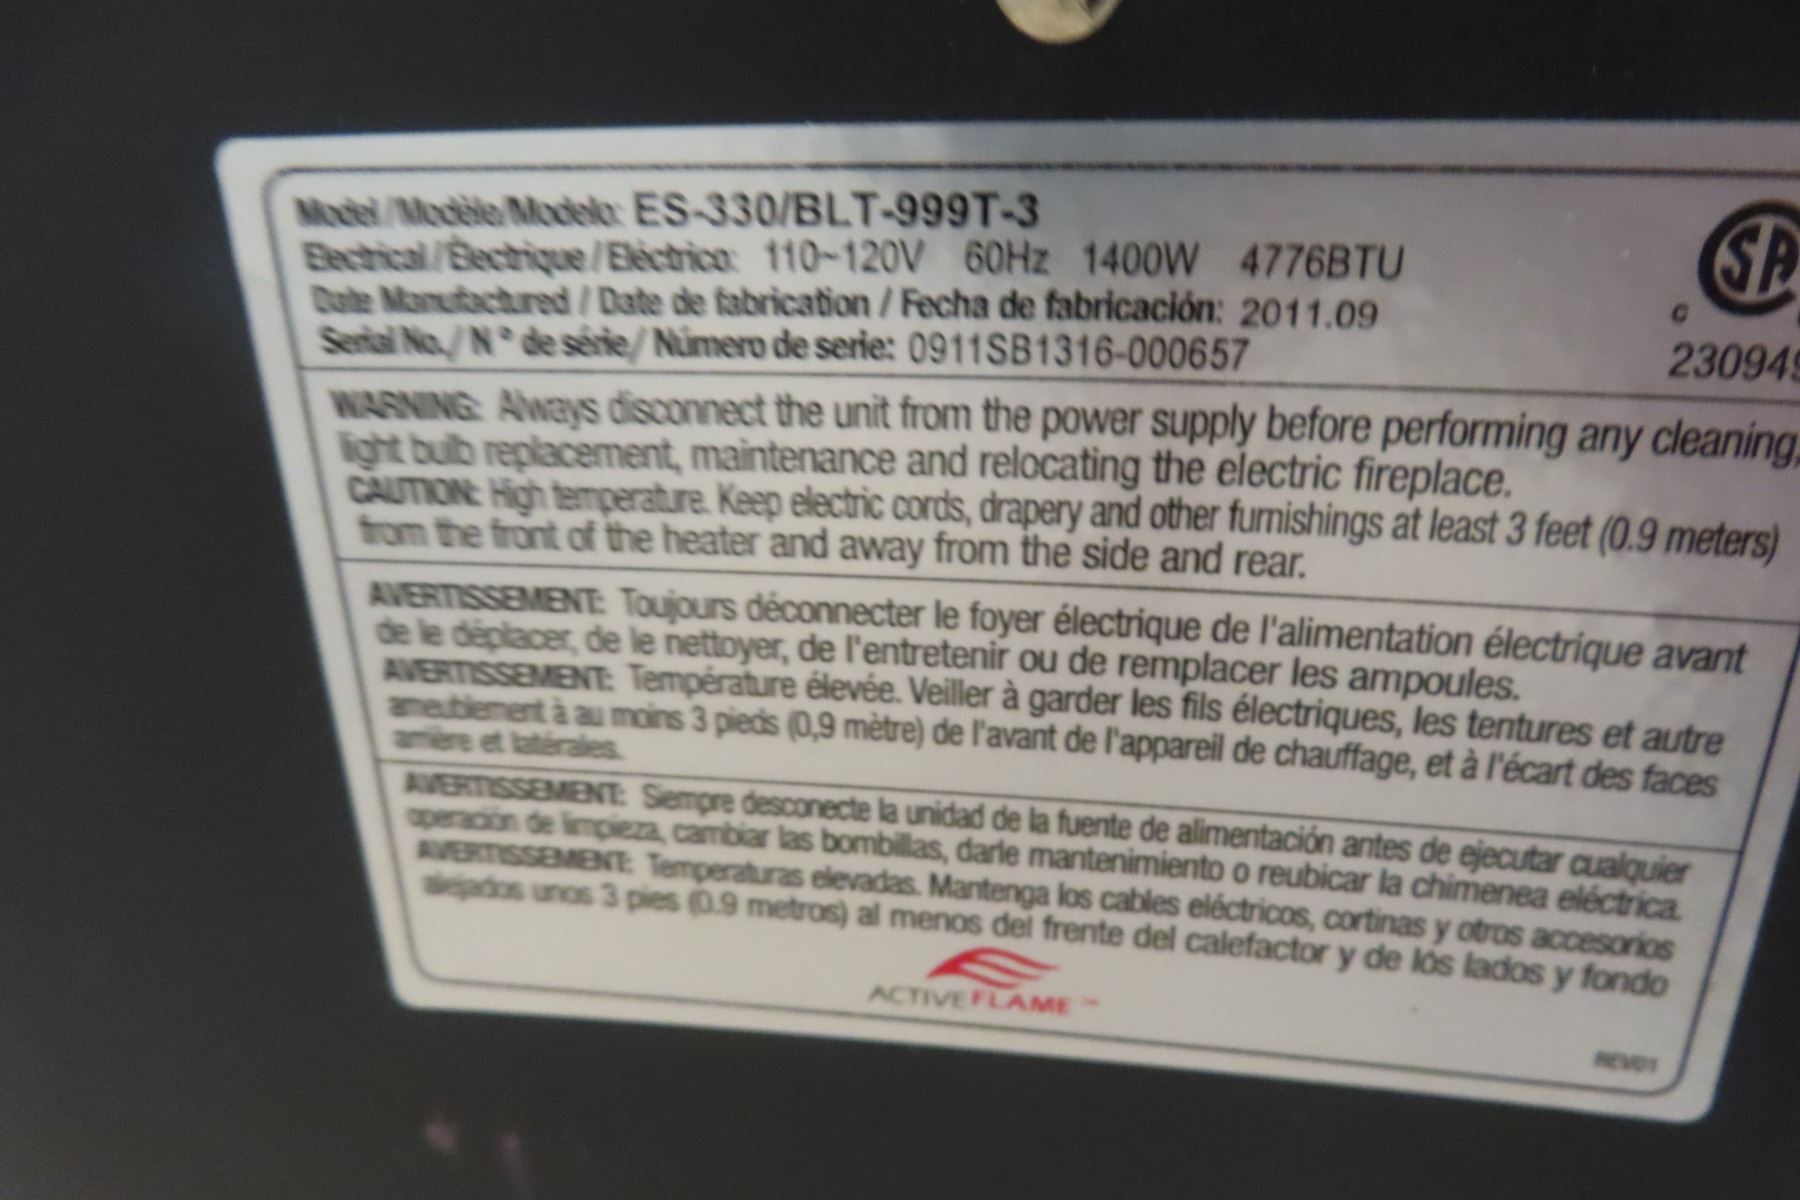 Model/Modèle/Modelo: ES-330/BLT-999T-3
Electrical/Électrique/Eléctrico: 110~120V 60Hz 1400W 4776BTU
Date Manufactured / Date de fabrication / Fecha de fabricación: 2011.09
Serial No./N° de série/Número de serie: 0911SB1316-000657
SA
C
230949
WARNING: Always disconnect the unit from the power supply before performing any cleaning,
light bulb replacement, maintenance and relocating the electric fireplace.
CAUTION: High temperature. Keep electric cords, drapery and other furnishings at least 3 feet (0.9 meters)
from the front of the heater and away from the side and rear.
AVERTISSEMENT: Toujours déconnecter le foyer électrique de l'alimentation électrique avant
de le déplacer, de le nettoyer, de l'entretenir ou de remplacer les ampoules.
AVERTISSEMENT: Température élevée. Veiller à garder les fils électriques, les tentures et autre
ameublement à au moins 3 pieds (0,9 mètre) de l'avant de l'appareil de chauffage, et à l'écart des faces
arrière et latérales.
AVERTISSEMENT: Siempre desconecte la unidad de la fuente de alimentación antes de ejecutar cualquier
operación de limpieza, cambiar las bombillas, darle mantenimiento o reubicar la chimenea eléctrica.
AVERTISSEMENT: Temperaturas elevadas. Mantenga los cables eléctricos, cortinas y otros accesorios
alejados unos 3 pies (0.9 metros) al menos del frente del calefactor y de lós lados y fondo
ACTIVEFLAME™
REV01